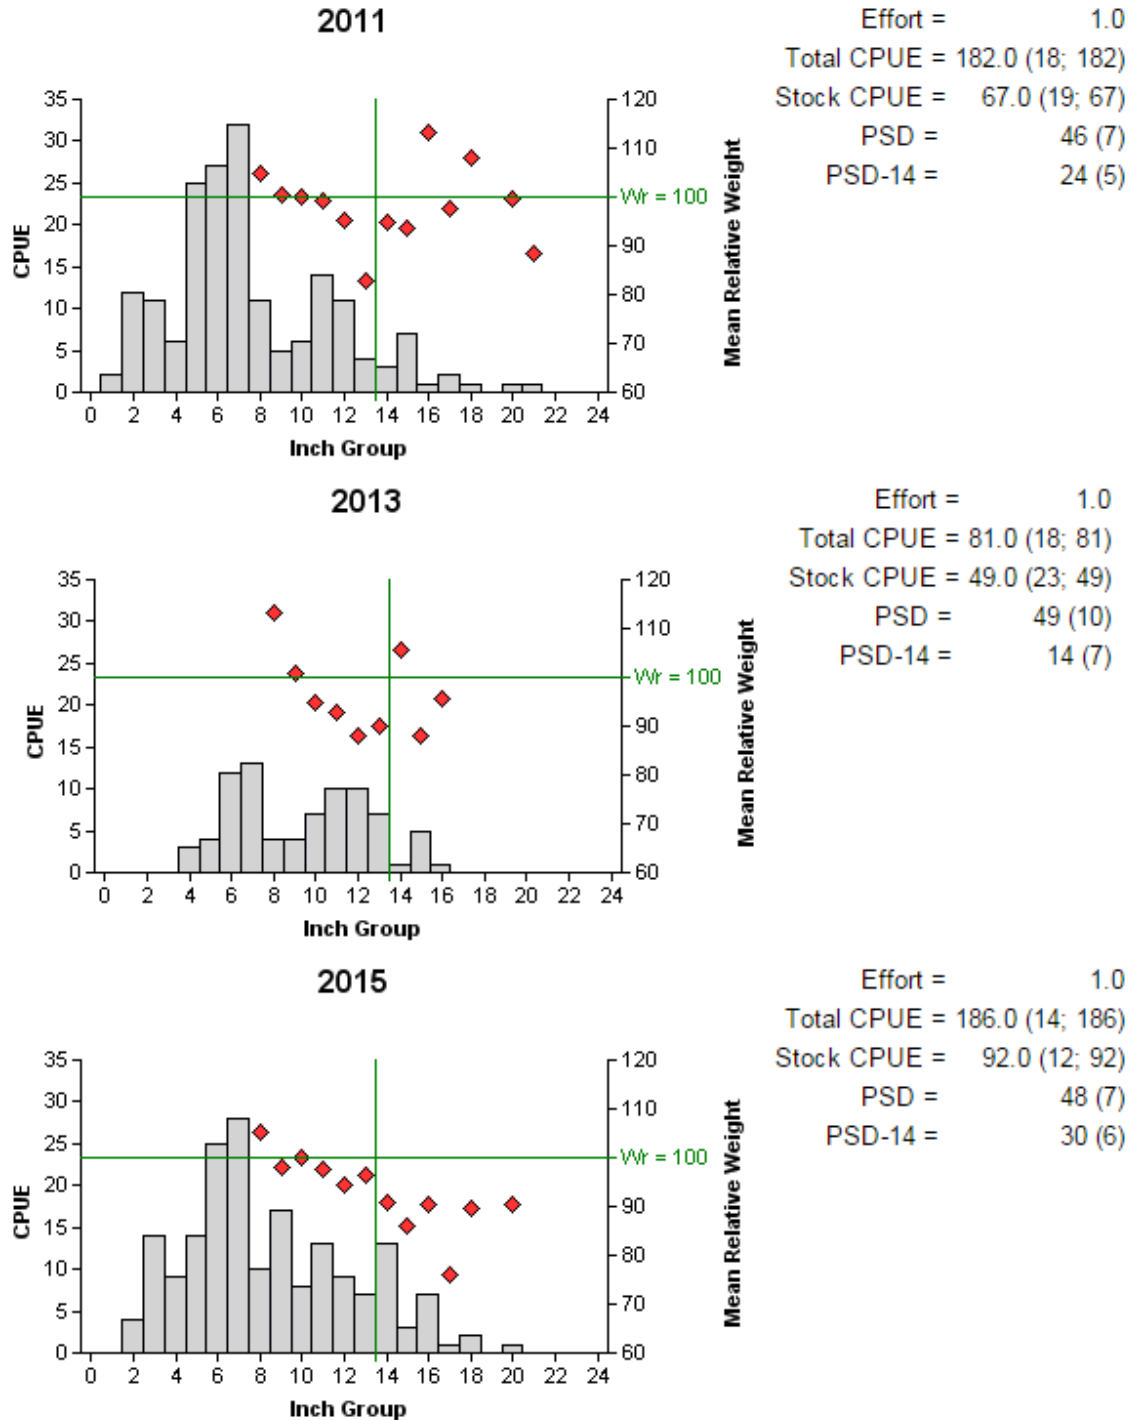 2011
Effort = 1.0
Total CPUE = 182.0 (18; 182)
Stock CPUE = 67.0 (19; 67)
PSD = 46 (7)
PSD-14 = 24 (5)
35
30
25
20
15
10
5
0
CPUE
120
110
Wr = 100
90
80
70
60
Mean Relative Weight
0 2 4 6 8 10 12 14 16 18 20 22 24
Inch Group
2013
Effort = 1.0
Total CPUE = 81.0 (18; 81)
Stock CPUE = 49.0 (23; 49)
PSD = 49 (10)
PSD-14 = 14 (7)
35
30
25
20
15
10
5
0
CPUE
120
110
Wr = 100
90
80
70
60
Mean Relative Weight
0 2 4 6 8 10 12 14 16 18 20 22 24
Inch Group
2015
Effort = 1.0
Total CPUE = 186.0 (14; 186)
Stock CPUE = 92.0 (12; 92)
PSD = 48 (7)
PSD-14 = 30 (6)
35
30
25
20
15
10
5
0
CPUE
120
110
Wr = 100
90
80
70
60
Mean Relative Weight
0 2 4 6 8 10 12 14 16 18 20 22 24
Inch Group